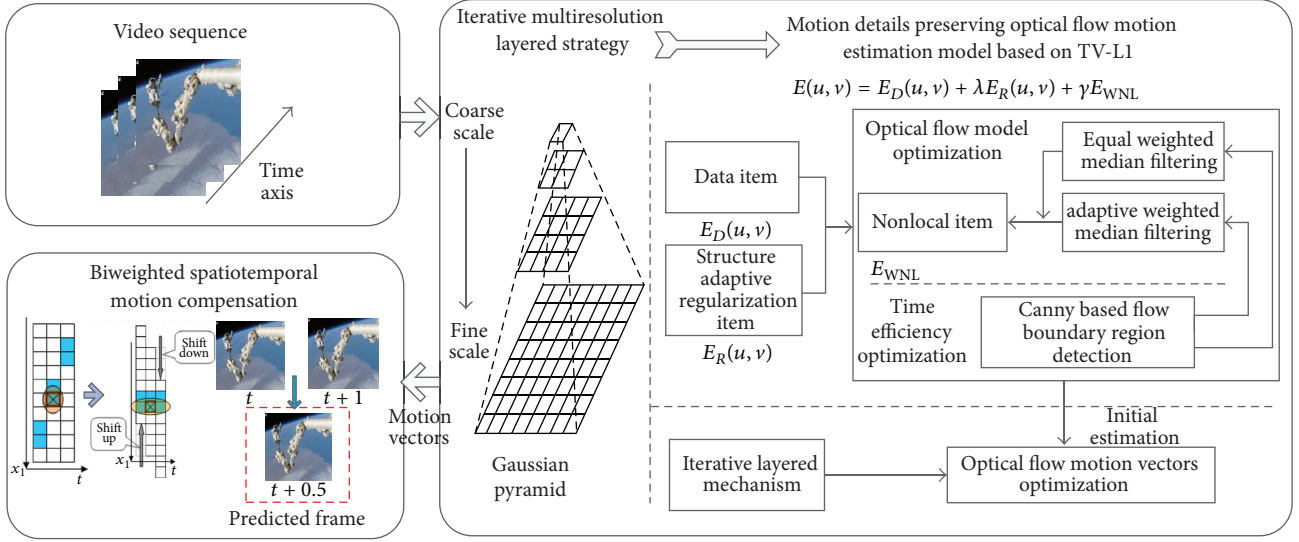 Video sequence
Time
axis
Biweighted spatiotemporal
motion compensation
Shift
down
Shift
up
x₁
t
x₁
t
t
t + 1
t + 0.5
Predicted frame
Iterative multiresolution
layered strategy
Coarse
scale
Fine
scale
Motion
vectors
Gaussian
pyramid
Motion details preserving optical flow motion
estimation model based on TV-L1
E(u, v) = E_D(u, v) + λE_R(u, v) + γE_WNL
Data item
E_D(u, v)
Structure
adaptive
regularization
item
E_R(u, v)
Optical flow model
optimization
Equal weighted
median filtering
Nonlocal item
adaptive weighted
median filtering
E_WNL
Time
efficiency
optimization
Canny based flow
boundary region
detection
Initial
estimation
Iterative layered
mechanism
Optical flow motion vectors
optimization